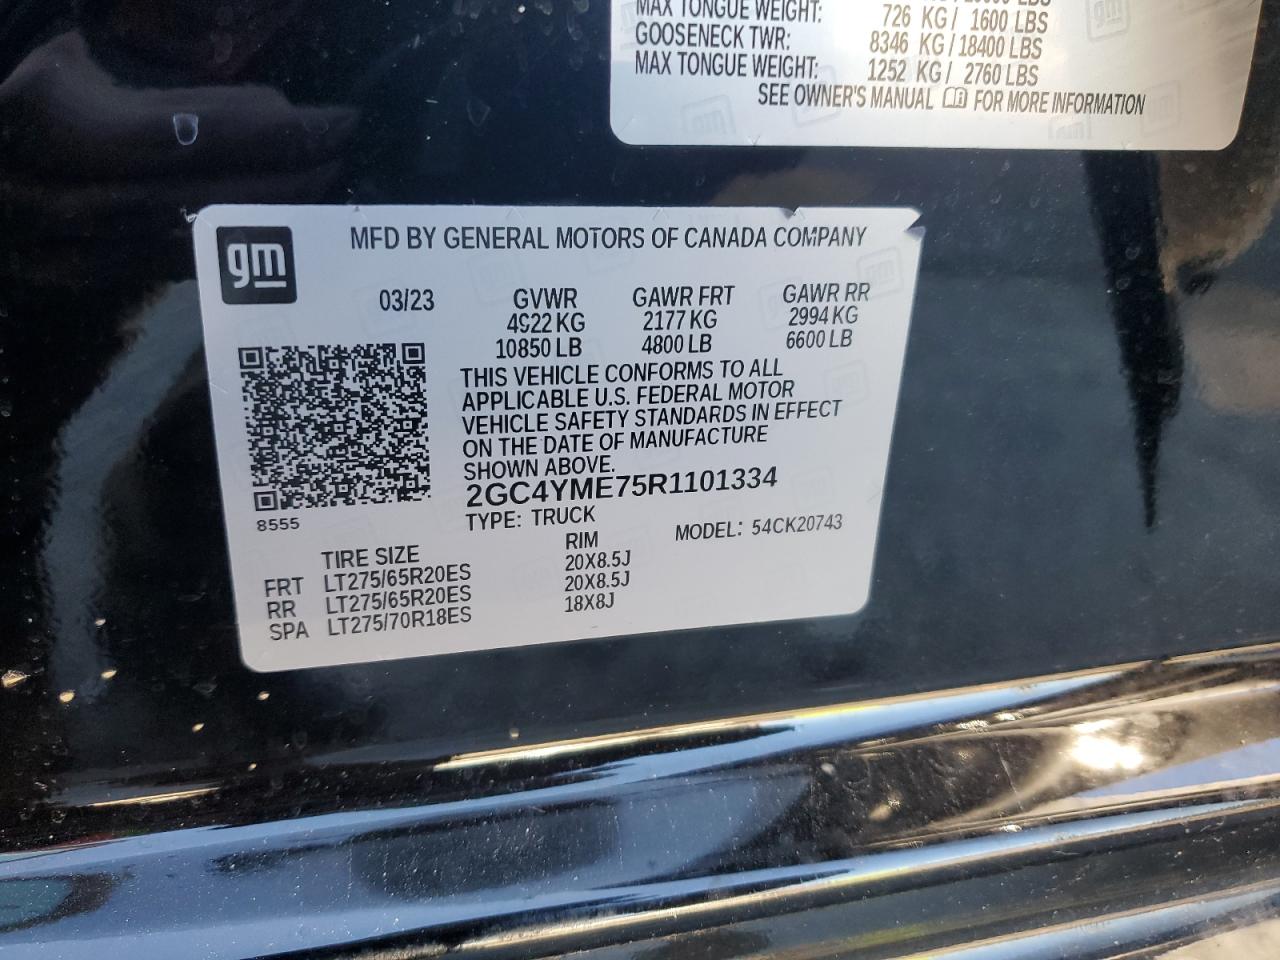 MAX TONGUE WEIGHT: 726 KG/ 1600 LBS
GOOSENECK TWR: 8346 KG/18400 LBS
MAX TONGUE WEIGHT: 1252 KG/ 2760 LBS
SEE OWNER'S MANUAL FOR MORE INFORMATION
gm
MFD BY GENERAL MOTORS OF CANADA COMPANY
03/23 GVWR GAWR FRT GAWR RR
4922 KG 2177 KG 2994 KG
10850 LB 4800 LB 6600 LB
THIS VEHICLE CONFORMS TO ALL
APPLICABLE U.S. FEDERAL MOTOR
VEHICLE SAFETY STANDARDS IN EFFECT
ON THE DATE OF MANUFACTURE
SHOWN ABOVE.
2GC4YME75R1101334
8555
TYPE: TRUCK MODEL: 54CK20743
TIRE SIZE RIM
FRT LT275/65R20ES 20X8.5J
RR LT275/65R20ES 20X8.5J
SPA LT275/70R18ES 18X8J